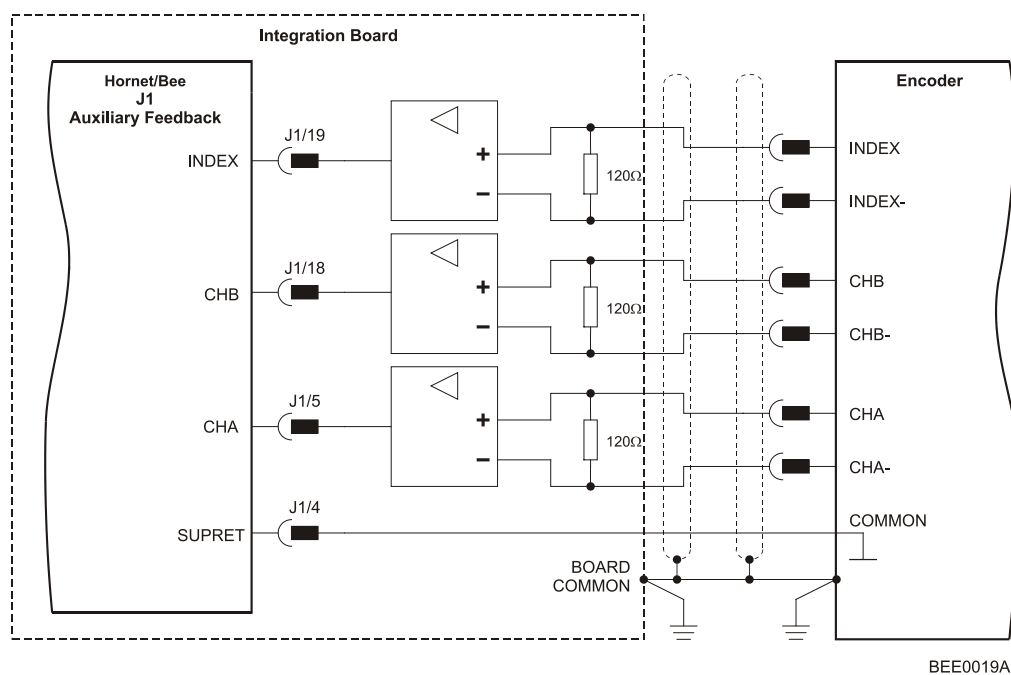 Integration Board
Hornet/Bee
J1
Auxiliary Feedback
Encoder
J1/19
INDEX
+
−
120Ω
INDEX
INDEX-
J1/18
CHB
+
−
120Ω
CHB
CHB-
J1/5
CHA
+
−
120Ω
CHA
CHA-
J1/4
SUPRET
COMMON
BOARD
COMMON
BEE0019A